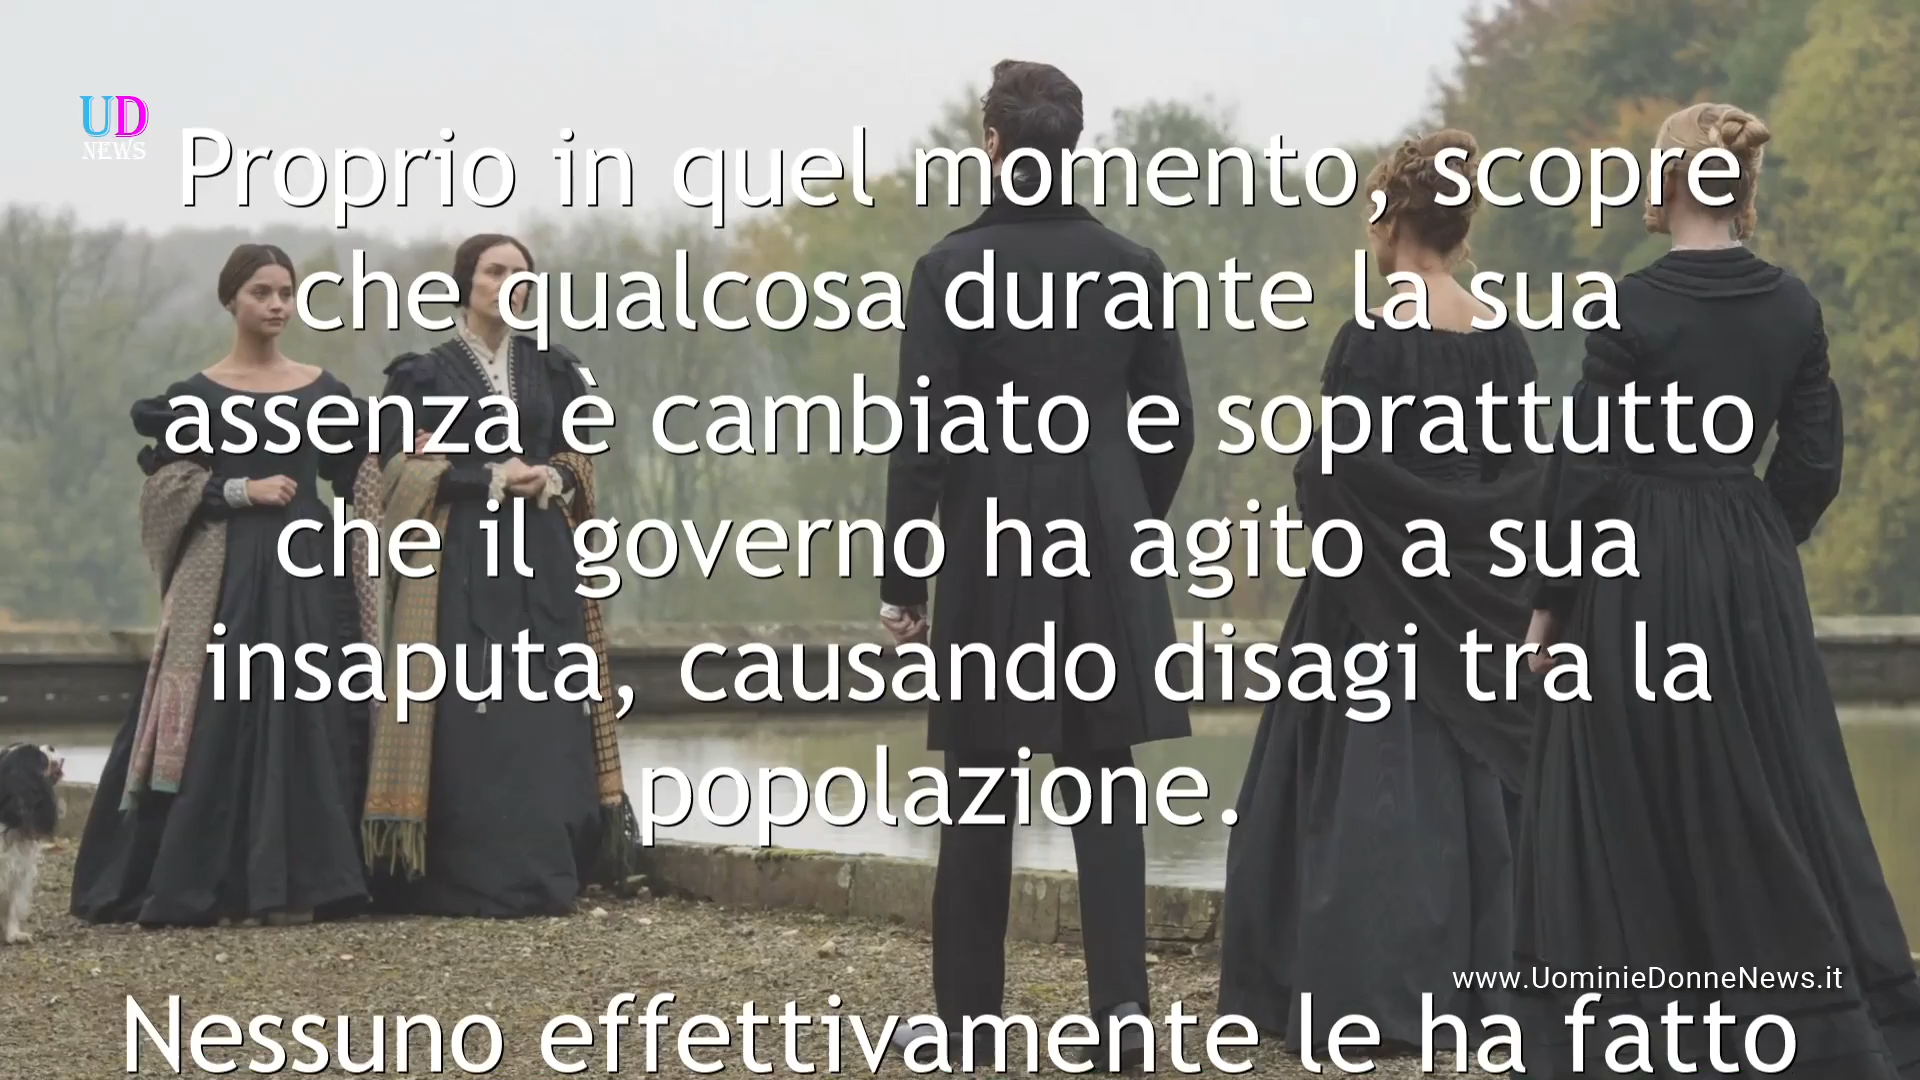 UD
NEWS
Proprio in quel momento, scopre
che qualcosa durante la sua
assenza è cambiato e soprattutto
che il governo ha agito a sua
insaputa, causando disagi tra la
popolazione.
www.UominieDonneNews.it
Nessuno effettivamente le ha fatto